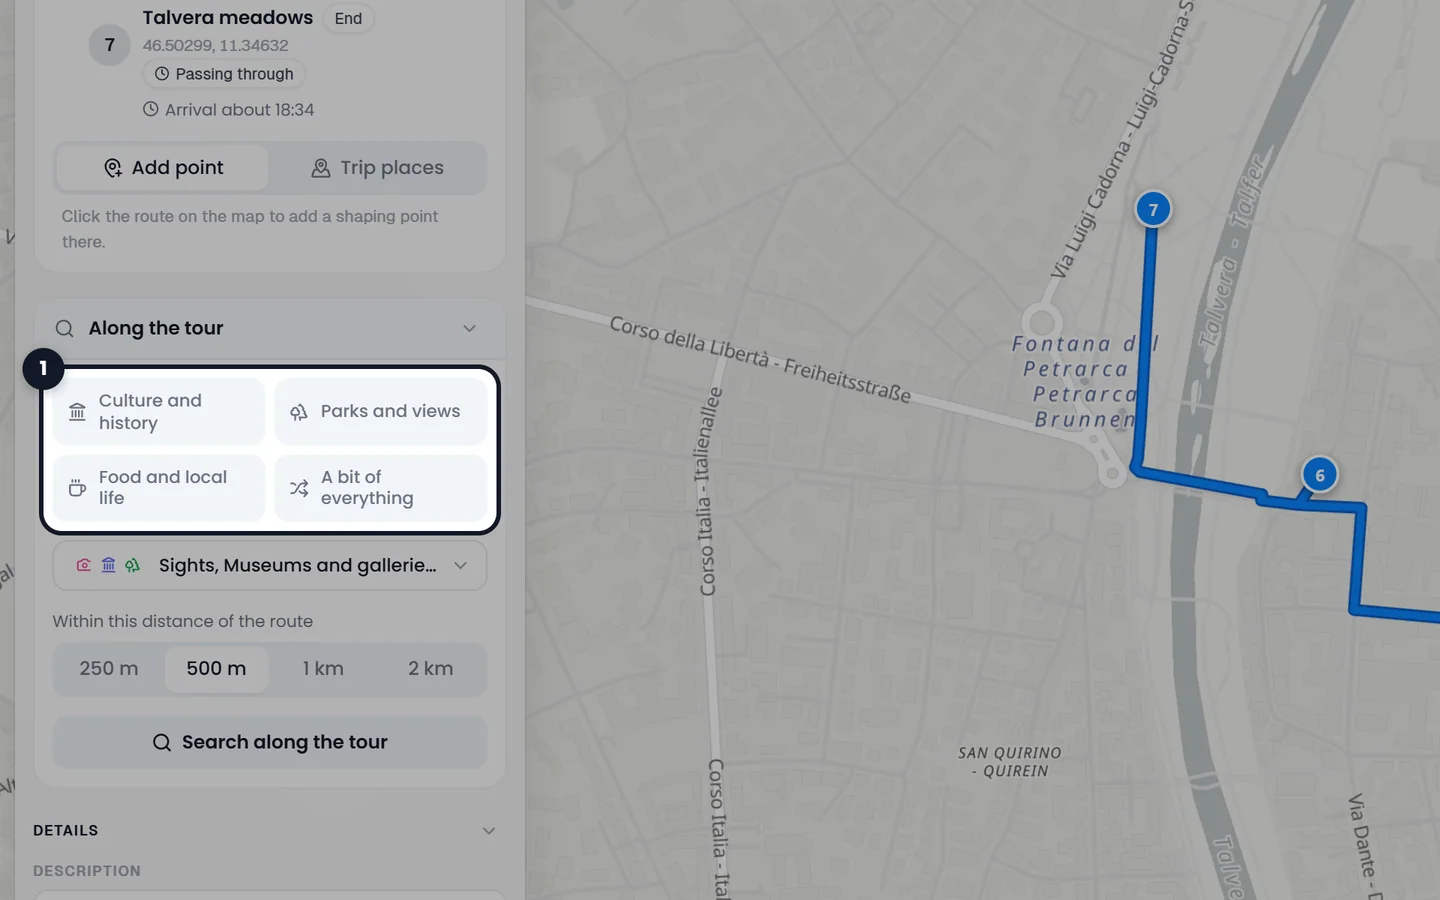 Talvera meadows
End
7
46.50299, 11.34632
Passing through
Arrival about 18:34
Add point
Trip places
Click the route on the map to add a shaping point
there.
Along the tour
1
Culture and
history
Parks and views
Food and local
life
A bit of
everything
Sights, Museums and gallerie...
Within this distance of the route
250 m
500 m
1 km
2 km
Search along the tour
DETAILS
DESCRIPTION
Via Luigi Cadorna - Luigi-Cadorna-S
7
Talvera - Talfer
Corso della Libertà - Freiheitsstraße
Fontana del
Petrarca
Petrarca
Brunnen
6
Corso Italia - Italienallee
SAN QUIRINO
- QUIREIN
Corso Italia - Ita
Via Dante - D
Talve